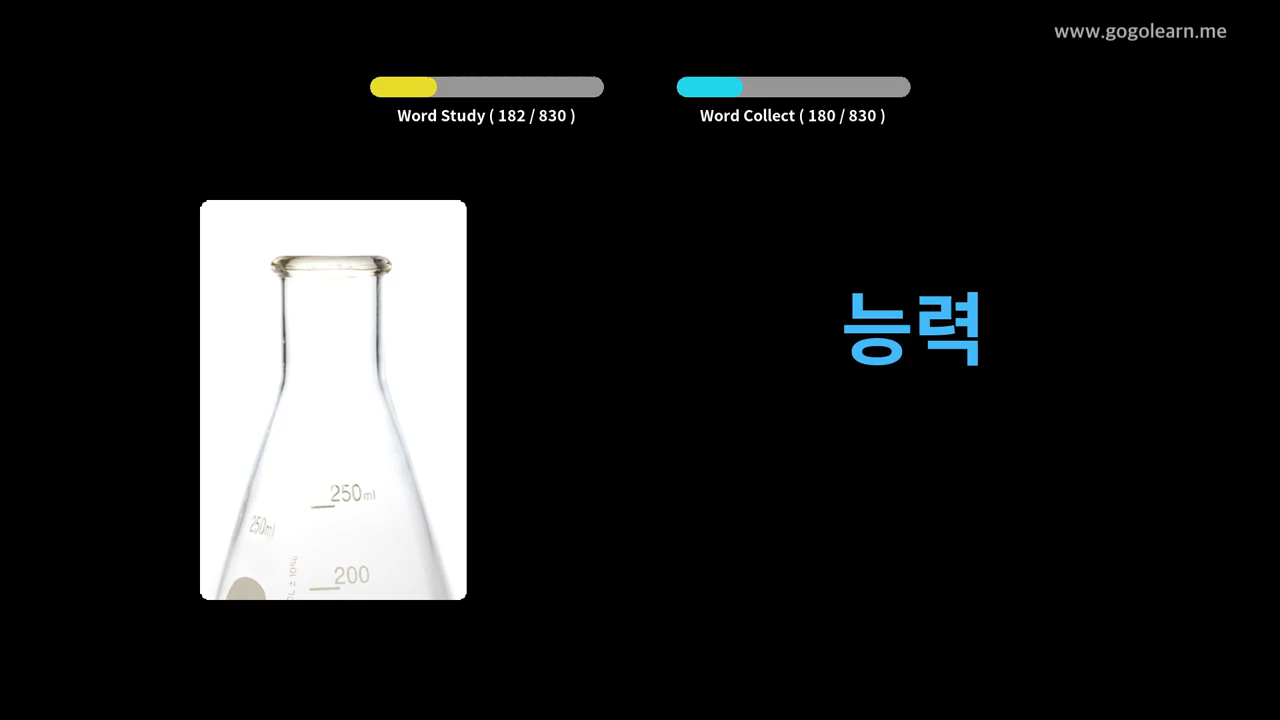 www.gogolearn.me
Word Study ( 182 / 830 )
Word Collect ( 180 / 830 )
능력
250ml
250ml
200